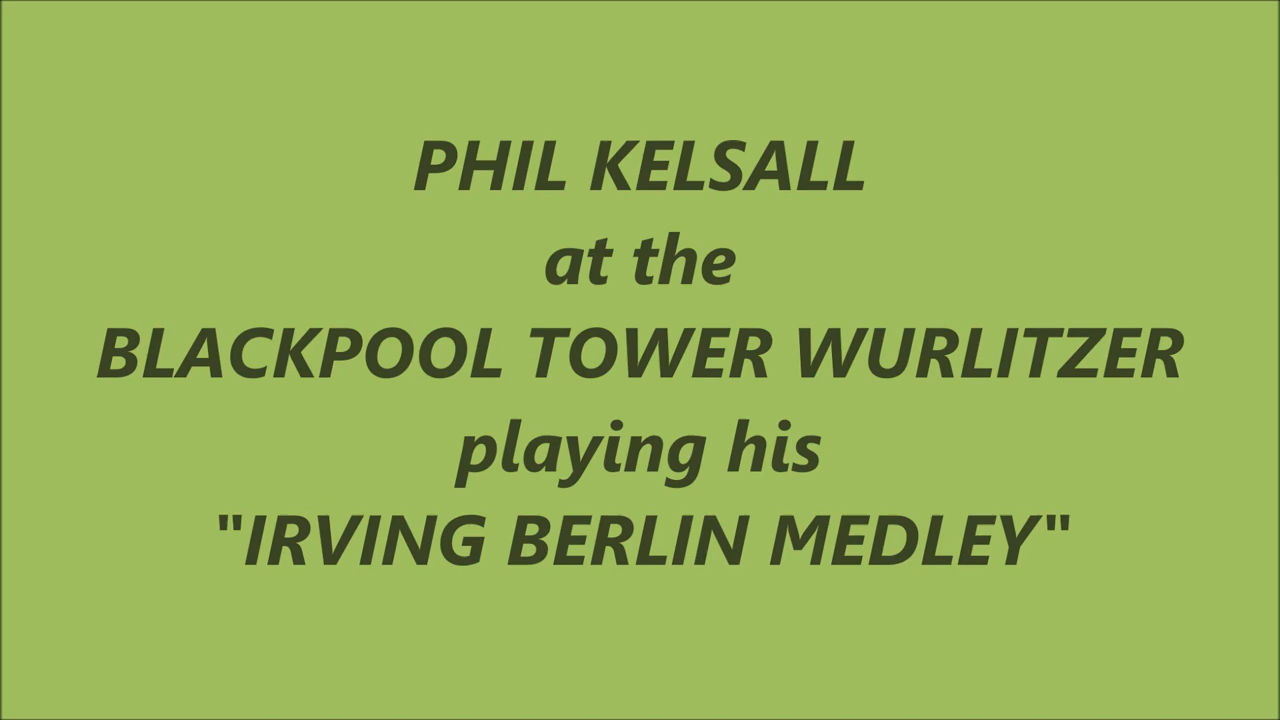 PHIL KELSALL
at the
BLACKPOOL TOWER WURLITZER
playing his
"IRVING BERLIN MEDLEY"